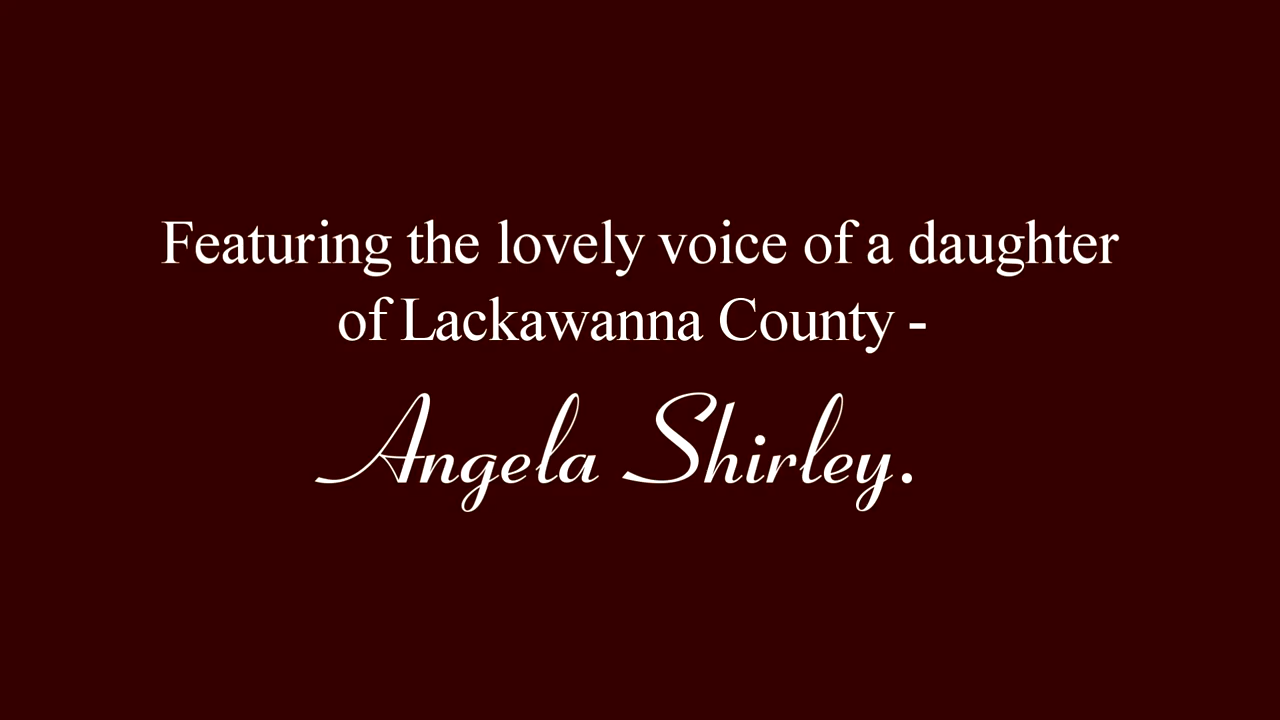 Featuring the lovely voice of a daughter
of Lackawanna County -
Angela Shirley.